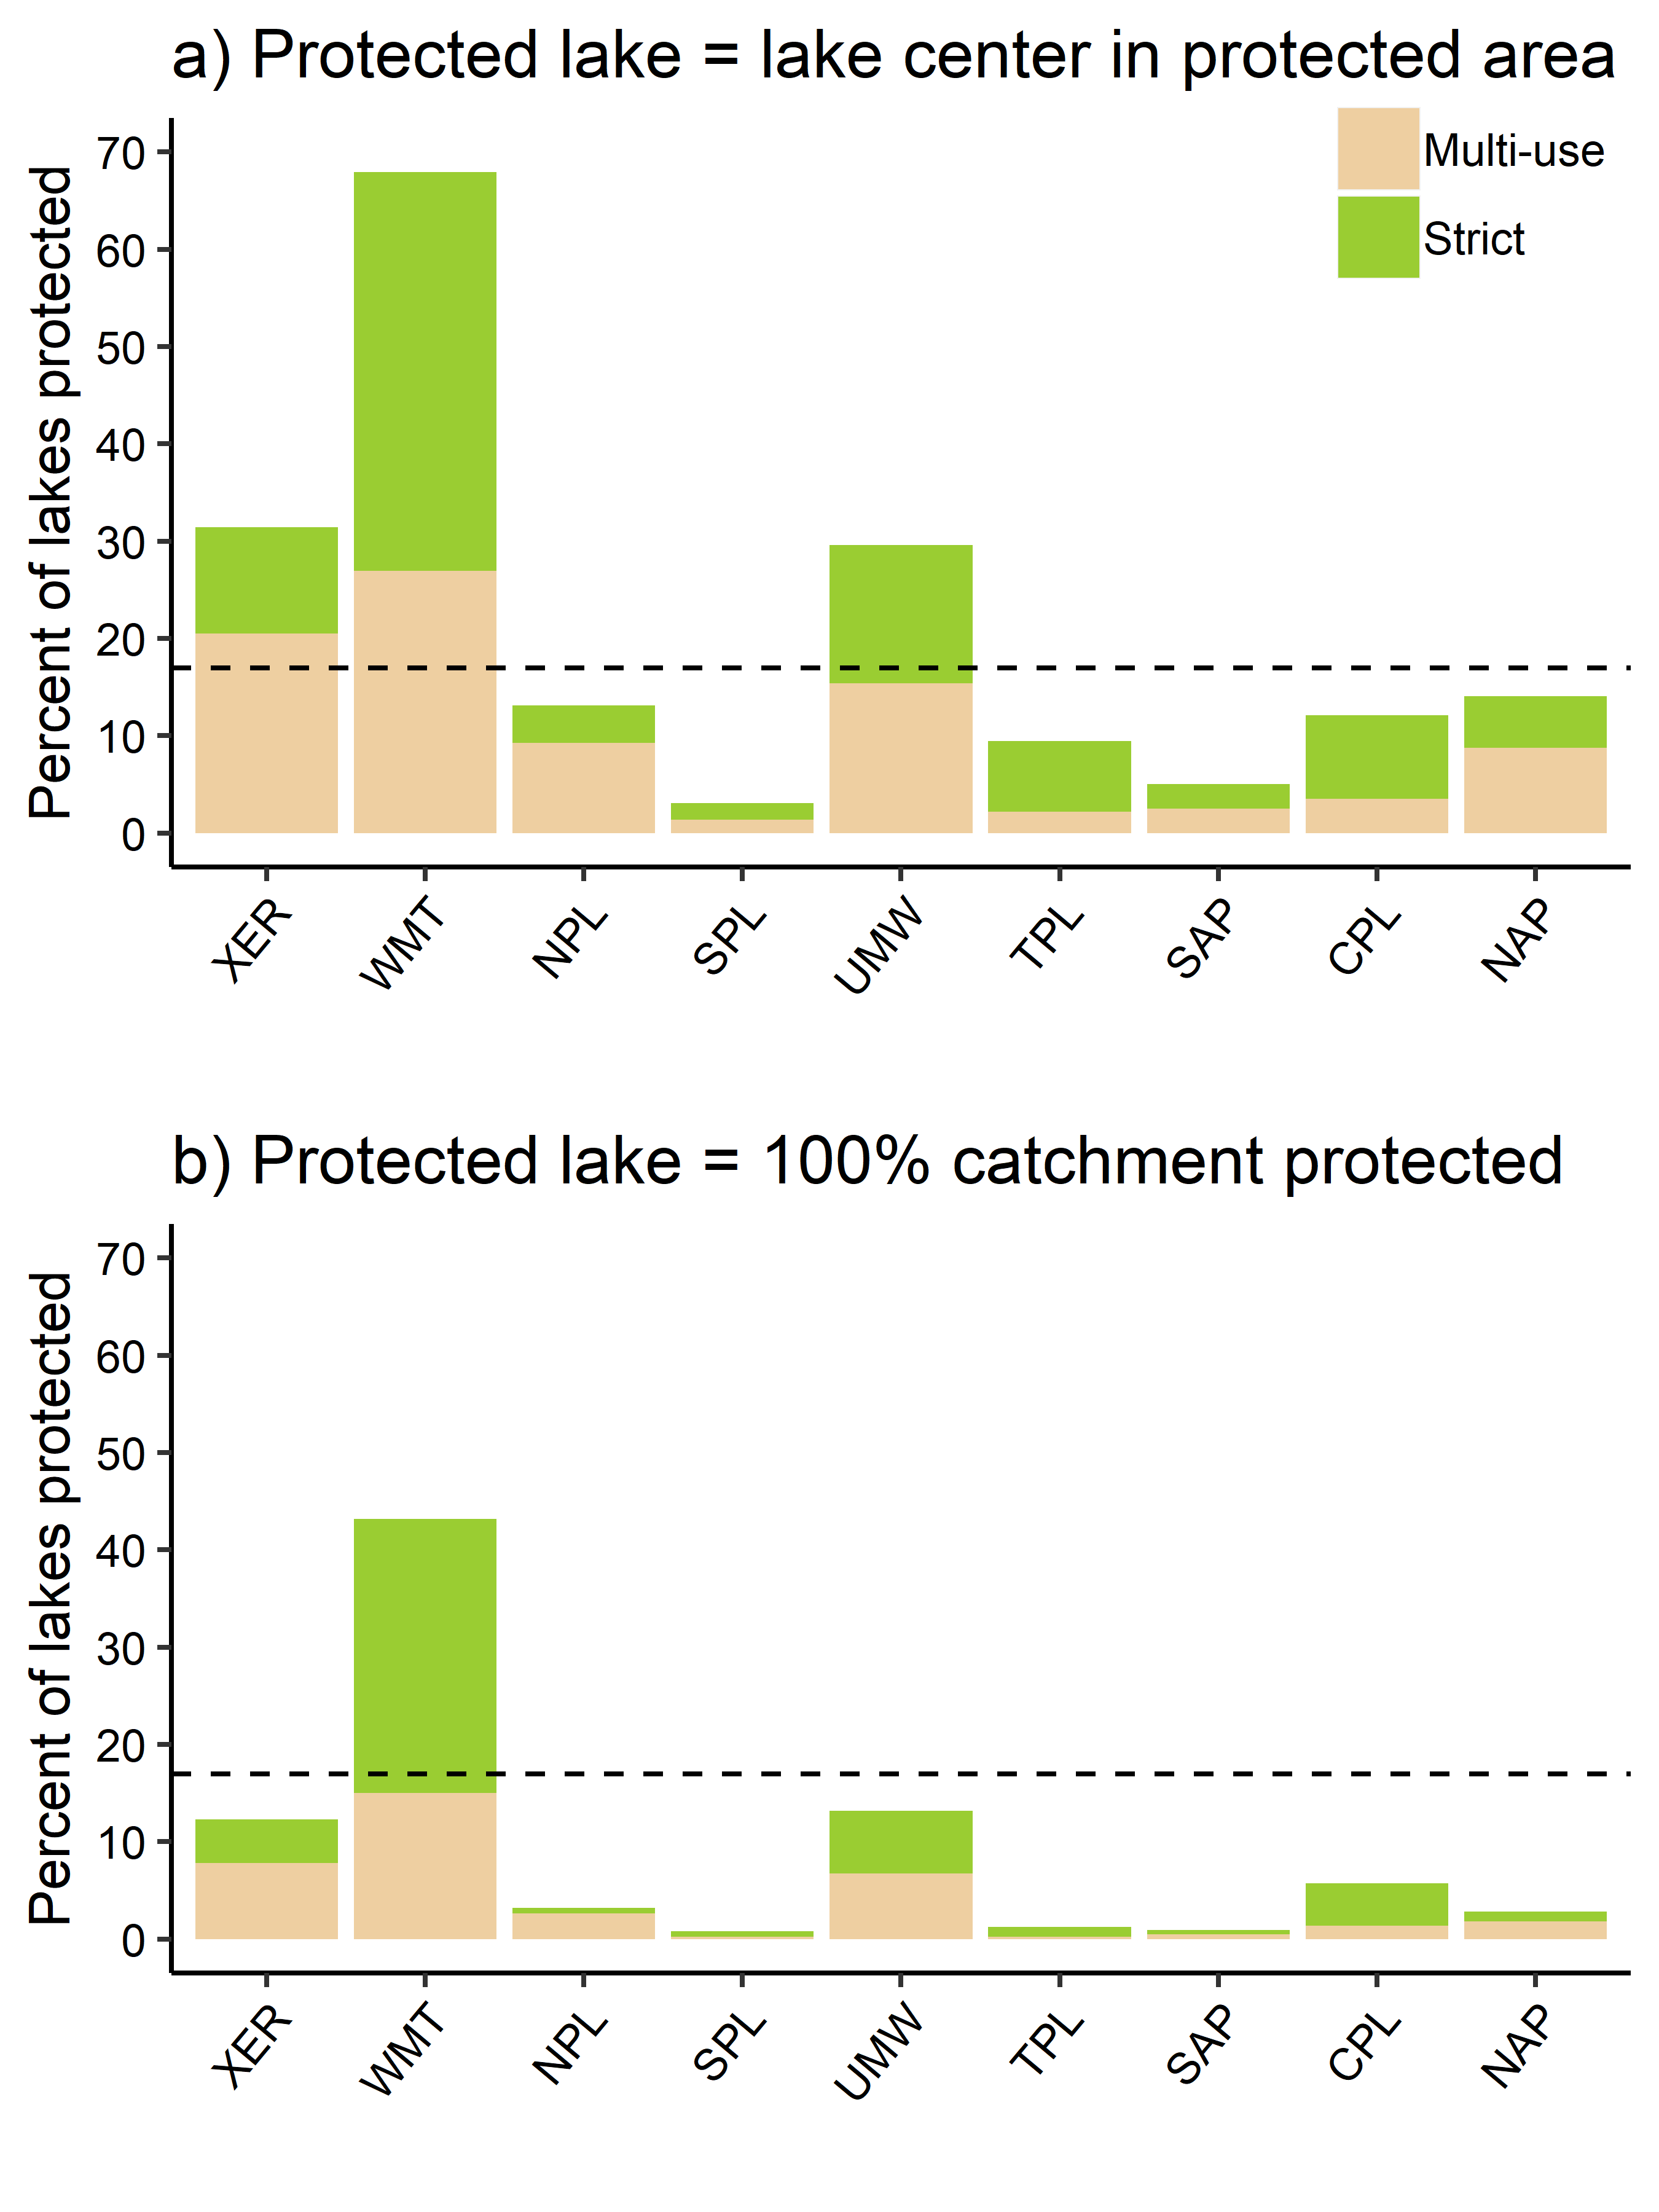 a) Protected lake = lake center in protected area
Percent of lakes protected
70
60
50
40
30
20
10
0
Multi-use
Strict
XER
WMT
NPL
SPL
UMW
TPL
SAP
CPL
NAP
b) Protected lake = 100% catchment protected
Percent of lakes protected
70
60
50
40
30
20
10
0
XER
WMT
NPL
SPL
UMW
TPL
SAP
CPL
NAP